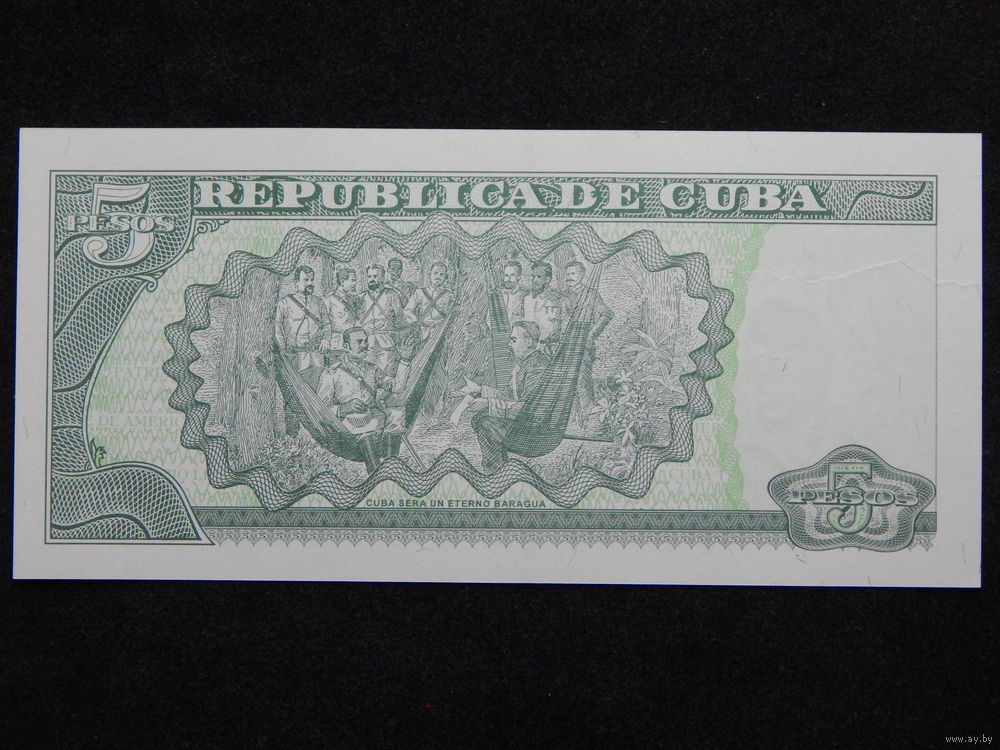 5
PESOS
REPUBLICA DE CUBA
CUBA SERA UN ETERNO BARAGUA
5
PESOS
www.ay.by